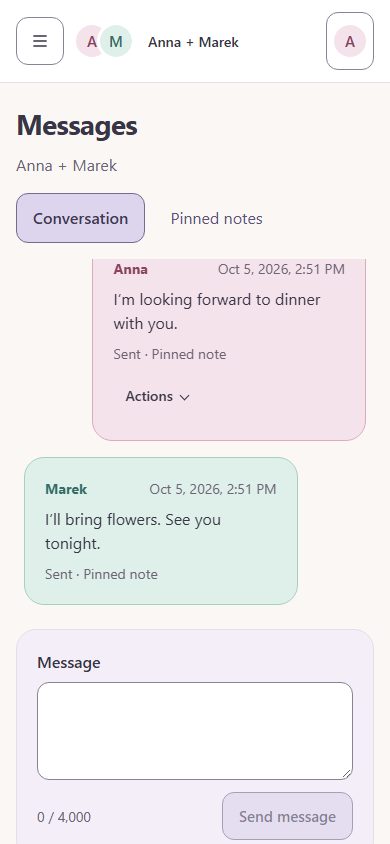 A M Anna + Marek A
Messages
Anna + Marek
Conversation Pinned notes
Anna Oct 5, 2026, 2:51 PM
I’m looking forward to dinner
with you.
Sent · Pinned note
Actions
Marek Oct 5, 2026, 2:51 PM
I’ll bring flowers. See you
tonight.
Sent · Pinned note
Message
0 / 4,000 Send message